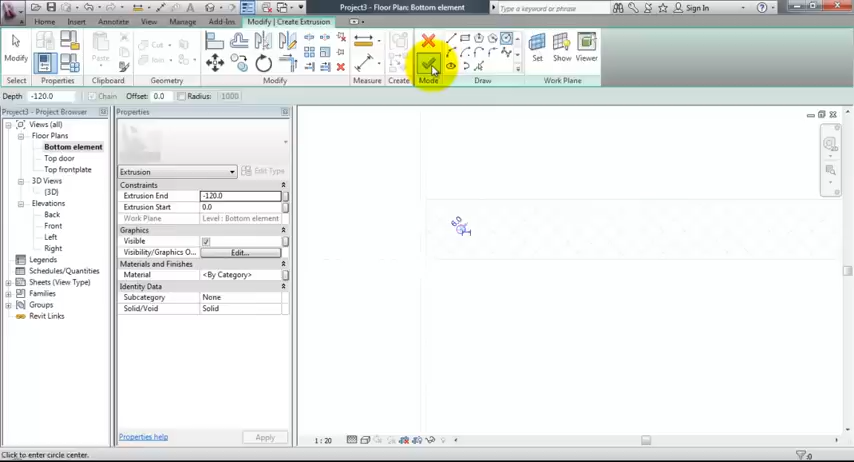 Project3 - Floor Plan: Bottom element
Type a keyword or phrase
Sign In
Home
Insert
Annotate
View
Manage
Add-Ins
Modify | Create Extrusion
Modify
Paste
Cut
Join
Set
Show
Viewer
Select
Properties
Clipboard
Geometry
Modify
Measure
Create
Mode
Draw
Work Plane
Depth
-120.0
Chain
Offset:
0.0
Radius:
1000
Project3 - Project Browser
Views (all)
Floor Plans
Bottom element
Top door
Top frontplate
3D Views
{3D}
Elevations
Back
Front
Left
Right
Legends
Schedules/Quantities
Sheets (View Type)
Families
Groups
Revit Links
Properties
Extrusion
Edit Type
Constraints
Extrusion End
-120.0
Extrusion Start
0.0
Work Plane
Level : Bottom element
Graphics
Visible
Visibility/Graphics O...
Edit...
Materials and Finishes
Material
<By Category>
Identity Data
Subcategory
None
Solid/Void
Solid
Properties help
Apply
6.0
1 : 20
Click to enter circle center.
:0